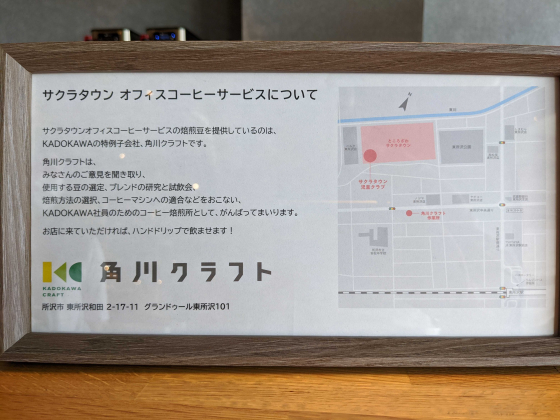 サクラタウン オフィスコーヒーサービスについて
サクラタウンオフィスコーヒーサービスの焙煎豆を提供しているのは、
KADOKAWAの特例子会社、角川クラフトです。
角川クラフトは、
みなさんのご意見を聞き取り、
使用する豆の選定、ブレンドの研究と試飲会、
焙煎方法の選択、コーヒーマシンへの適合などをおこない、
KADOKAWA社員のためのコーヒー焙煎所として、がんばってまいります。
お店に来ていただければ、ハンドドリップで飲ませます！
KADOKAWA
CRAFT
角川クラフト
所沢市 東所沢和田 2-17-11 グランドゥール東所沢101
サクラタウン
角川クラフト